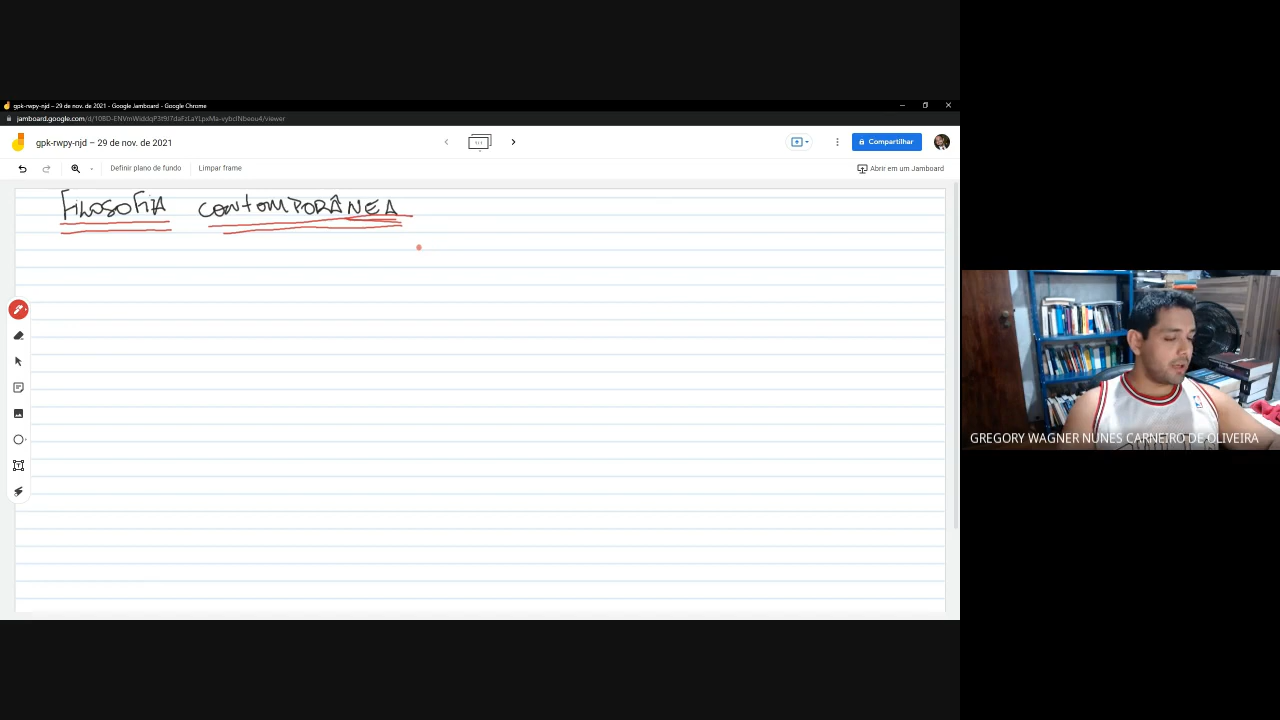 gpk-rwpy-njd – 29 de nov. de 2021 - Google Jamboard - Google Chrome
gpk-rwpy-njd – 29 de nov. de 2021
Compartilhar
Definir plano de fundo
Limpar frame
Abrir em um Jamboard
FILOSOFIA CONTOMPORÂNEA
GREGORY WAGNER NUNES CARNEIRO DE OLIVEIRA